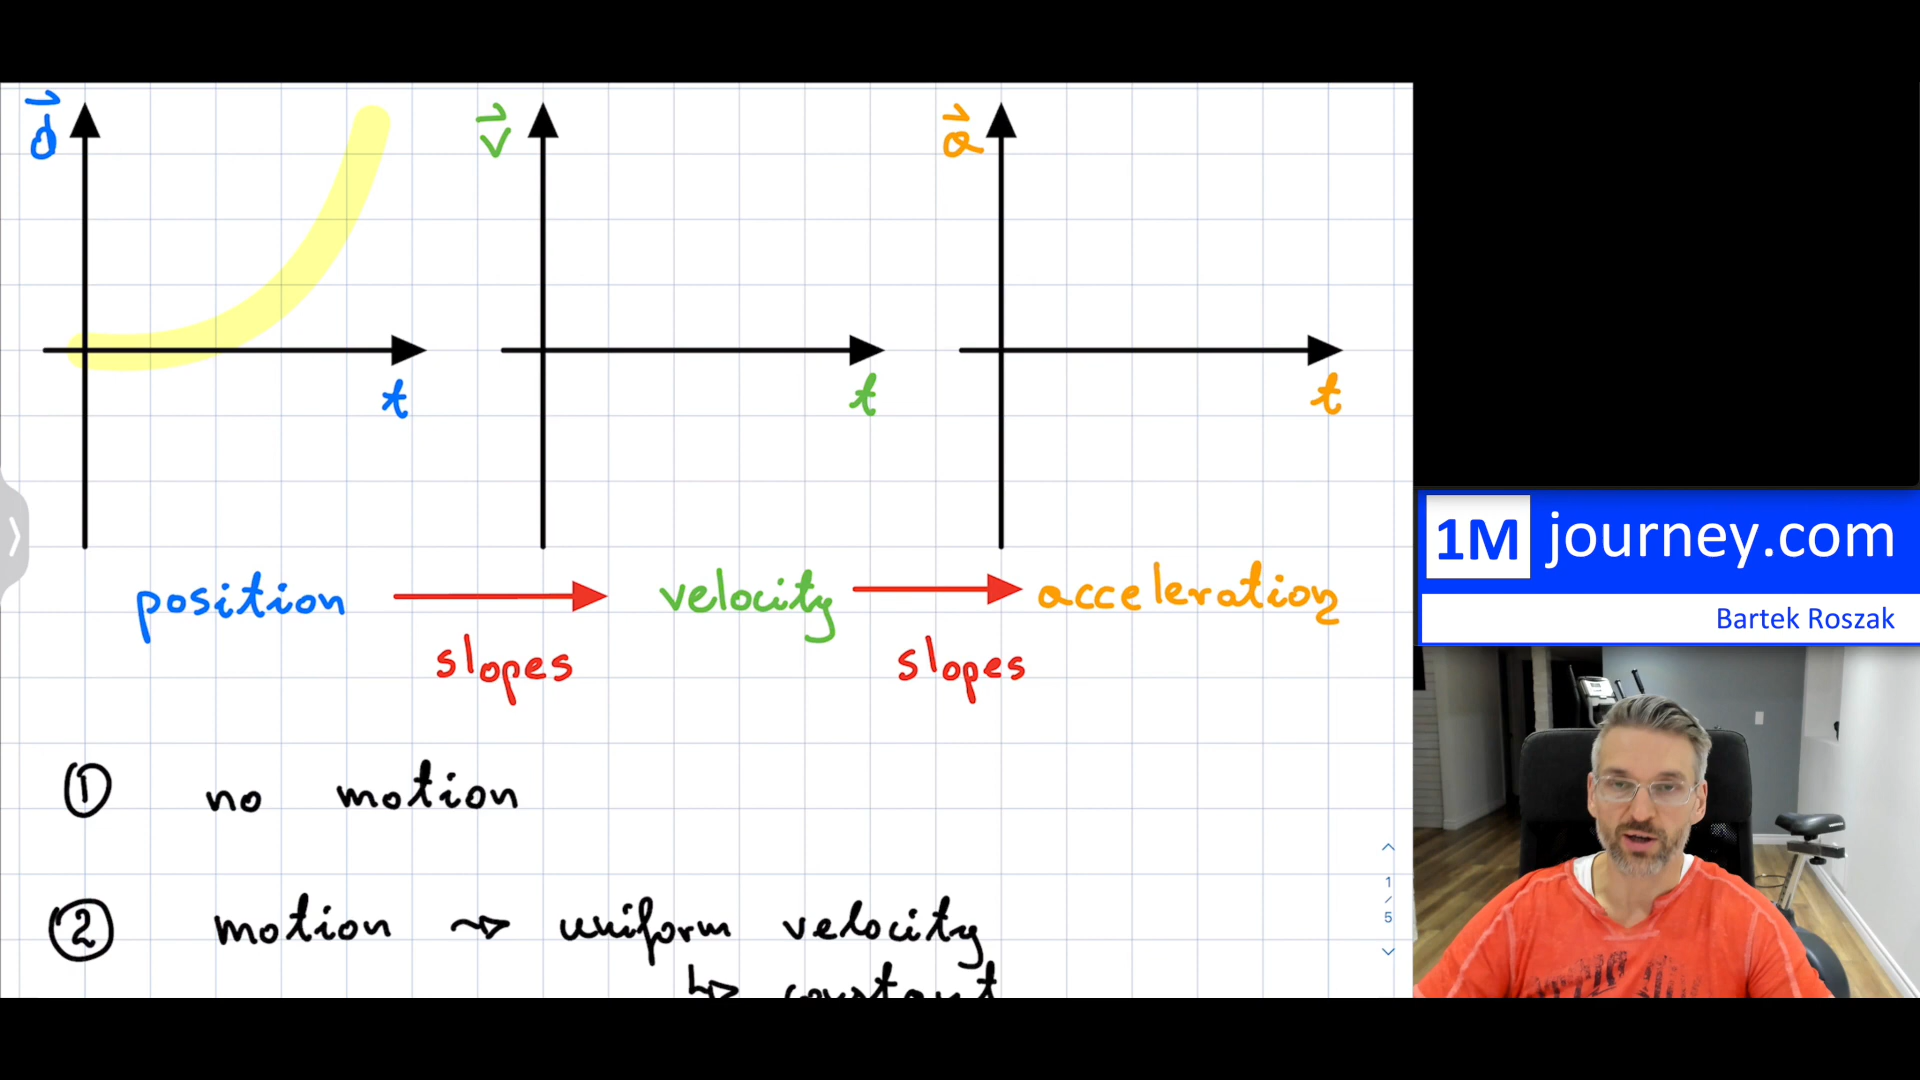 d v a
t t t
position velocity acceleration
slopes slopes
1 no motion
2 motion uniform velocity
constant
1
/
5
1M journey.com
Bartek Roszak